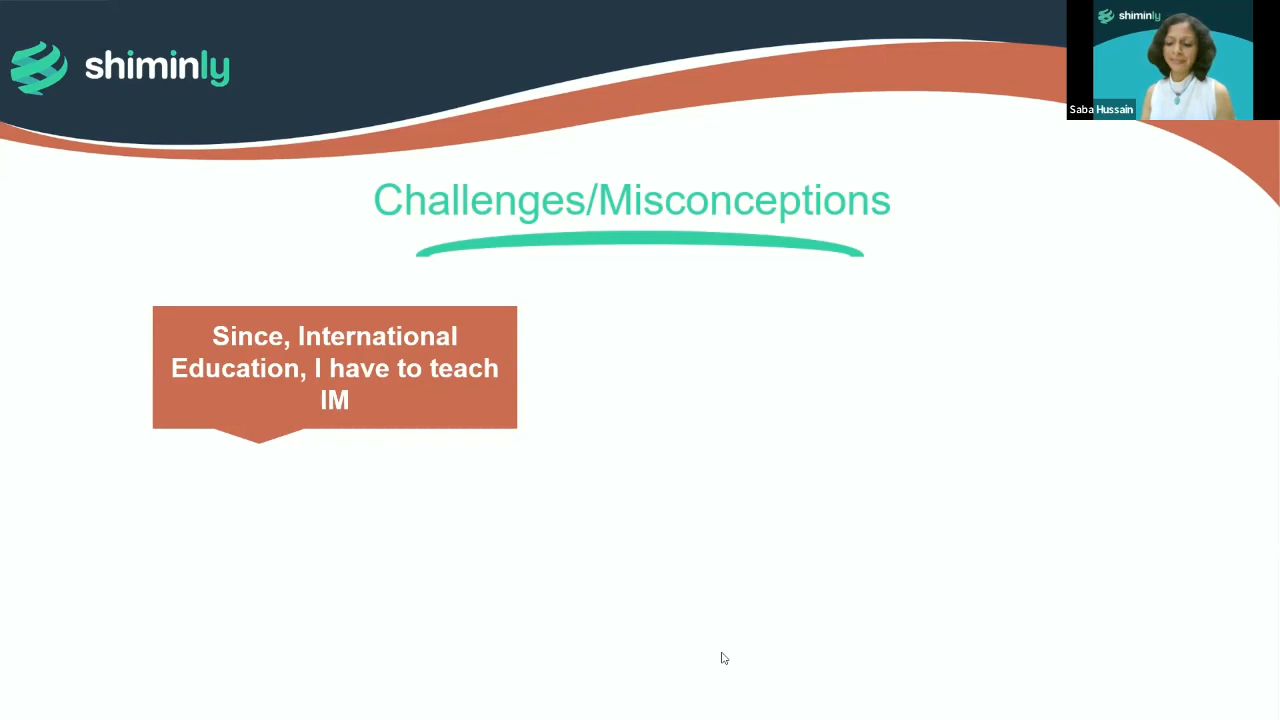 shiminly
shiminly
Saba Hussain
Challenges/Misconceptions
Since, International
Education, I have to teach
IM